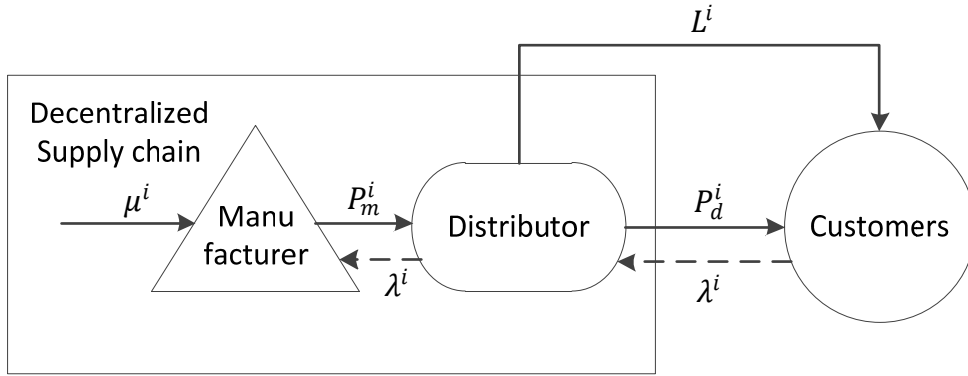 L^i
Decentralized
Supply chain
μ^i
Manu
facturer
P_m^i
λ^i
Distributor
P_d^i
λ^i
Customers